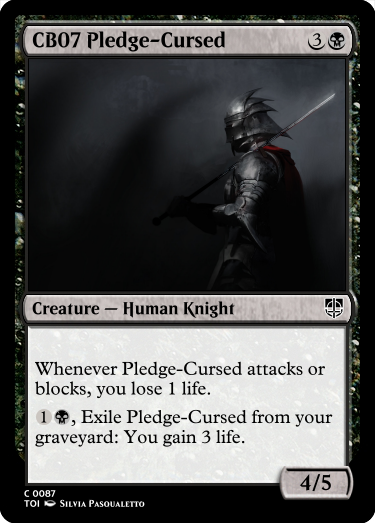 CB07 Pledge-Cursed 3
Creature — Human Knight
Whenever Pledge-Cursed attacks or
blocks, you lose 1 life.
1, Exile Pledge-Cursed from your
graveyard: You gain 3 life.
4/5
C 0087
TOI Silvia Pasqualetto